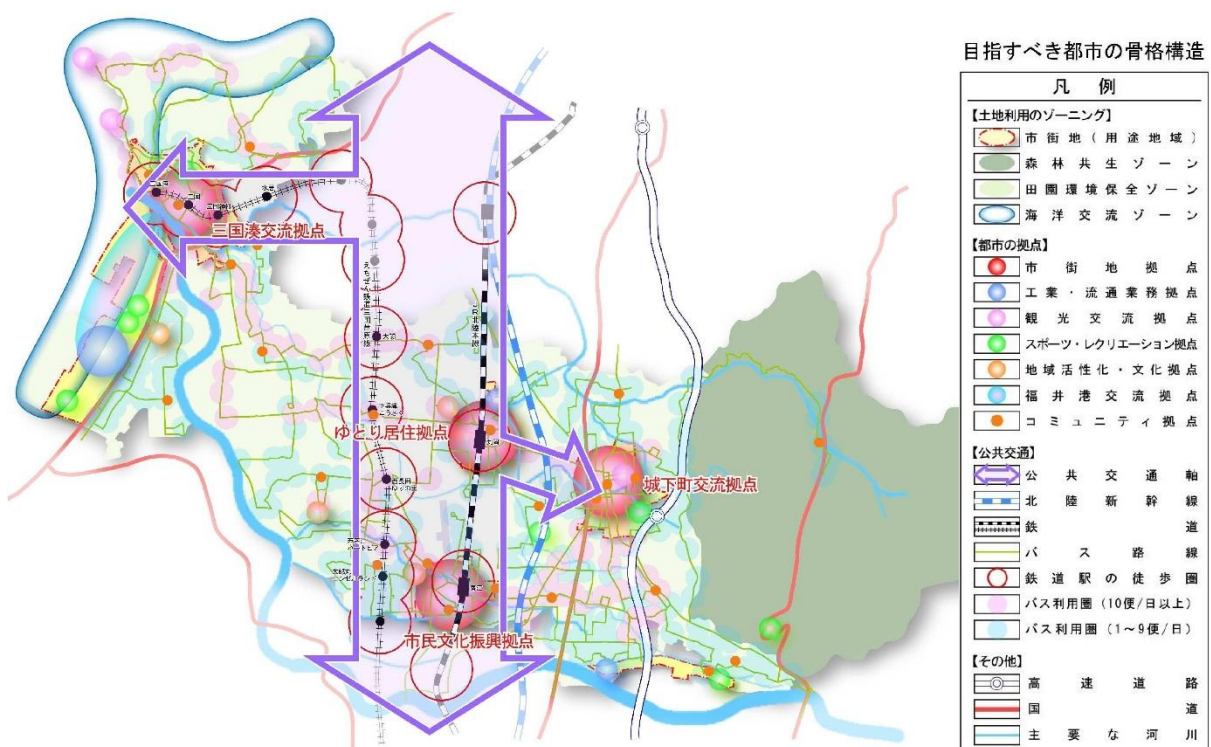 目指すべき都市の骨格構造
凡例
【土地利用のゾーニング】
市街地(用途地域)
森林共生ゾーン
田園環境保全ゾーン
海洋交流ゾーン
【都市の拠点】
市街地拠点
工業・流通業務拠点
観光交流拠点
スポーツ・レクリエーション拠点
地域活性化・文化拠点
福井港交流拠点
コミュニティ拠点
【公共交通】
公共交通軸
北陸新幹線
鉄道
バス路線
鉄道駅の徒歩圏
バス利用圏(10便/日以上)
バス利用圏(1~9便/日)
【その他】
高速道路
国道
主要な河川
三国湊交流拠点
ゆとり居住拠点
城下町交流拠点
市民文化振興拠点
三国
大関